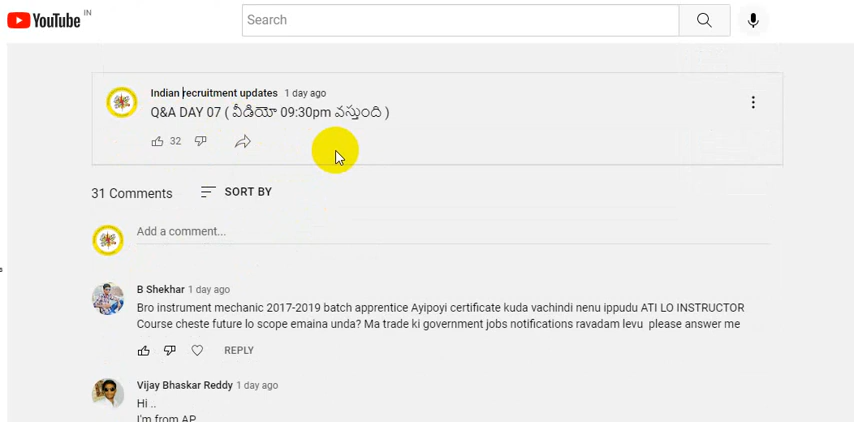 YouTube IN
Search
Indian recruitment updates 1 day ago
Q&A DAY 07 ( వీడియో 09:30pm వస్తుంది )
32
31 Comments SORT BY
Add a comment...
B Shekhar 1 day ago
Bro instrument mechanic 2017-2019 batch apprentice Ayipoyi certificate kuda vachindi nenu ippudu ATI LO INSTRUCTOR
Course cheste future lo scope emaina unda? Ma trade ki government jobs notifications ravadam levu please answer me
REPLY
Vijay Bhaskar Reddy 1 day ago
Hi ..
I'm from AP